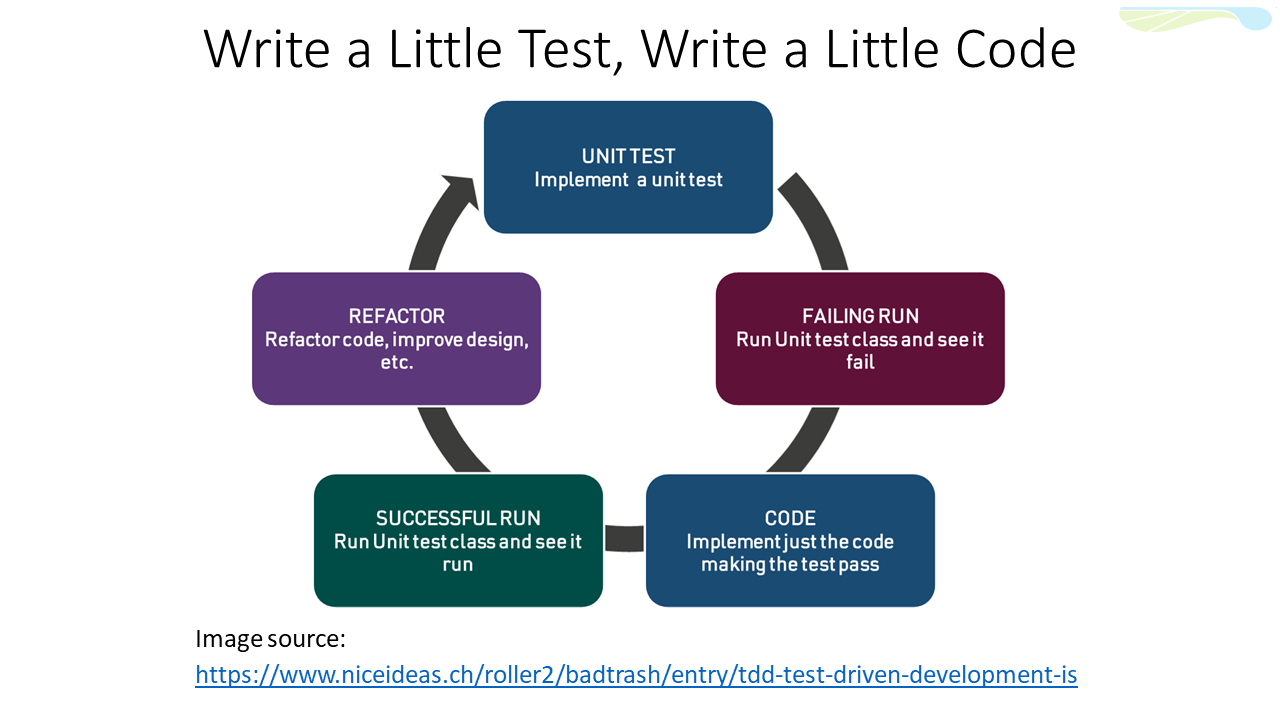 Write a Little Test, Write a Little Code
UNIT TEST
Implement a unit test
FAILING RUN
Run Unit test class and see it
fail
CODE
Implement just the code
making the test pass
SUCCESSFUL RUN
Run Unit test class and see it
run
REFACTOR
Refactor code, improve design,
etc.
Image source:
https://www.niceideas.ch/roller2/badtrash/entry/tdd-test-driven-development-is